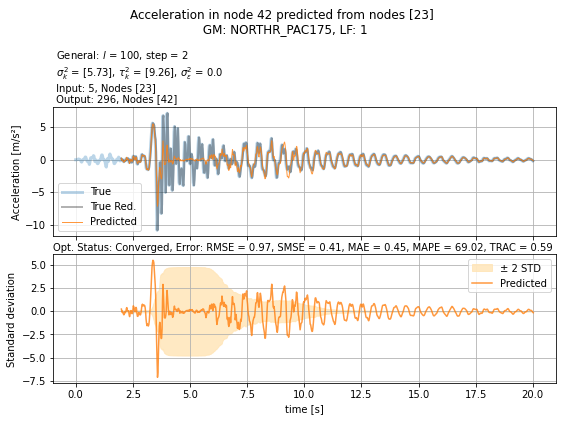 Acceleration in node 42 predicted from nodes [23]
GM: NORTHR_PAC175, LF: 1
General: l = 100, step = 2
σ²ₖ = [5.73], τ²ₖ = [9.26], σ²ₛ = 0.0
Input: 5, Nodes [23]
Output: 296, Nodes [42]
Acceleration [m/s²]
5
0
−5
−10
True
True Red.
Predicted
Opt. Status: Converged, Error: RMSE = 0.97, SMSE = 0.41, MAE = 0.45, MAPE = 69.02, TRAC = 0.59
Standard deviation
5.0
2.5
0.0
−2.5
−5.0
−7.5
± 2 STD
Predicted
0.0 2.5 5.0 7.5 10.0 12.5 15.0 17.5 20.0
time [s]